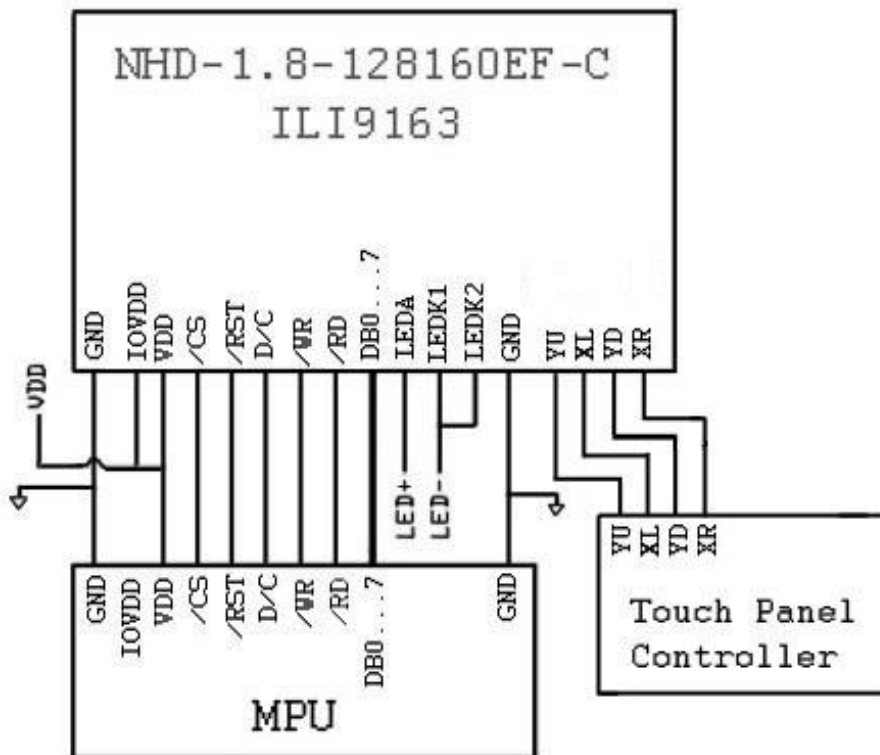 NHD-1.8-128160EF-C
ILI9163
GND
IOVDD
VDD
/CS
/RST
D/C
/WR
/RD
DB0....7
LEDA
LEDK1
LEDK2
GND
YU
XL
YD
XR
VDD
LED+
LED-
GND
IOVDD
VDD
/CS
/RST
D/C
/WR
/RD
DB0....7
GND
MPU
YU
XL
YD
XR
Touch Panel
Controller